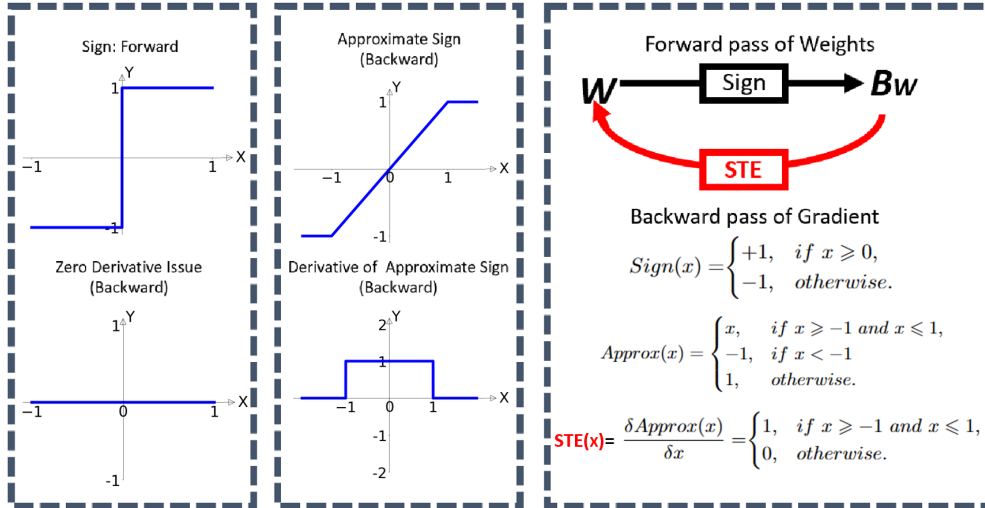 Sign: Forward
Y
1
X
−1
1
-1
Zero Derivative Issue
(Backward)
Y
1
X
−1
0
1
-1
Approximate Sign
(Backward)
Y
1
X
−1
0
1
-1
Derivative of Approximate Sign
(Backward)
Y
2
1
X
−1
0
1
-1
-2
Forward pass of Weights
W
Sign
Bw
STE
Backward pass of Gradient
Sign(x) = { +1, if x ⩾ 0,
−1, otherwise.
Approx(x) = { x, if x ⩾ −1 and x ⩽ 1,
−1, if x < −1
1, otherwise.
STE(x)= δApprox(x) / δx = { 1, if x ⩾ −1 and x ⩽ 1,
0, otherwise.